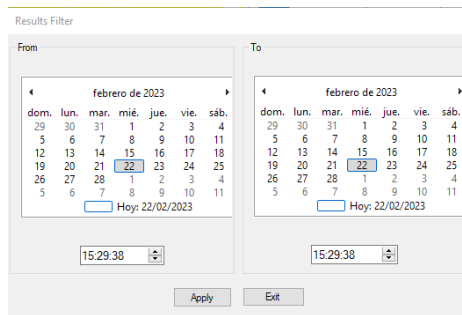 Results Filter
From
febrero de 2023
dom. lun. mar. mié. jue. vie. sáb.
29 30 31 1 2 3 4
5 6 7 8 9 10 11
12 13 14 15 16 17 18
19 20 21 22 23 24 25
26 27 28 1 2 3 4
5 6 7 8 9 10 11
Hoy: 22/02/2023
15:29:38
To
febrero de 2023
dom. lun. mar. mié. jue. vie. sáb.
29 30 31 1 2 3 4
5 6 7 8 9 10 11
12 13 14 15 16 17 18
19 20 21 22 23 24 25
26 27 28 1 2 3 4
5 6 7 8 9 10 11
Hoy: 22/02/2023
15:29:38
Apply
Exit